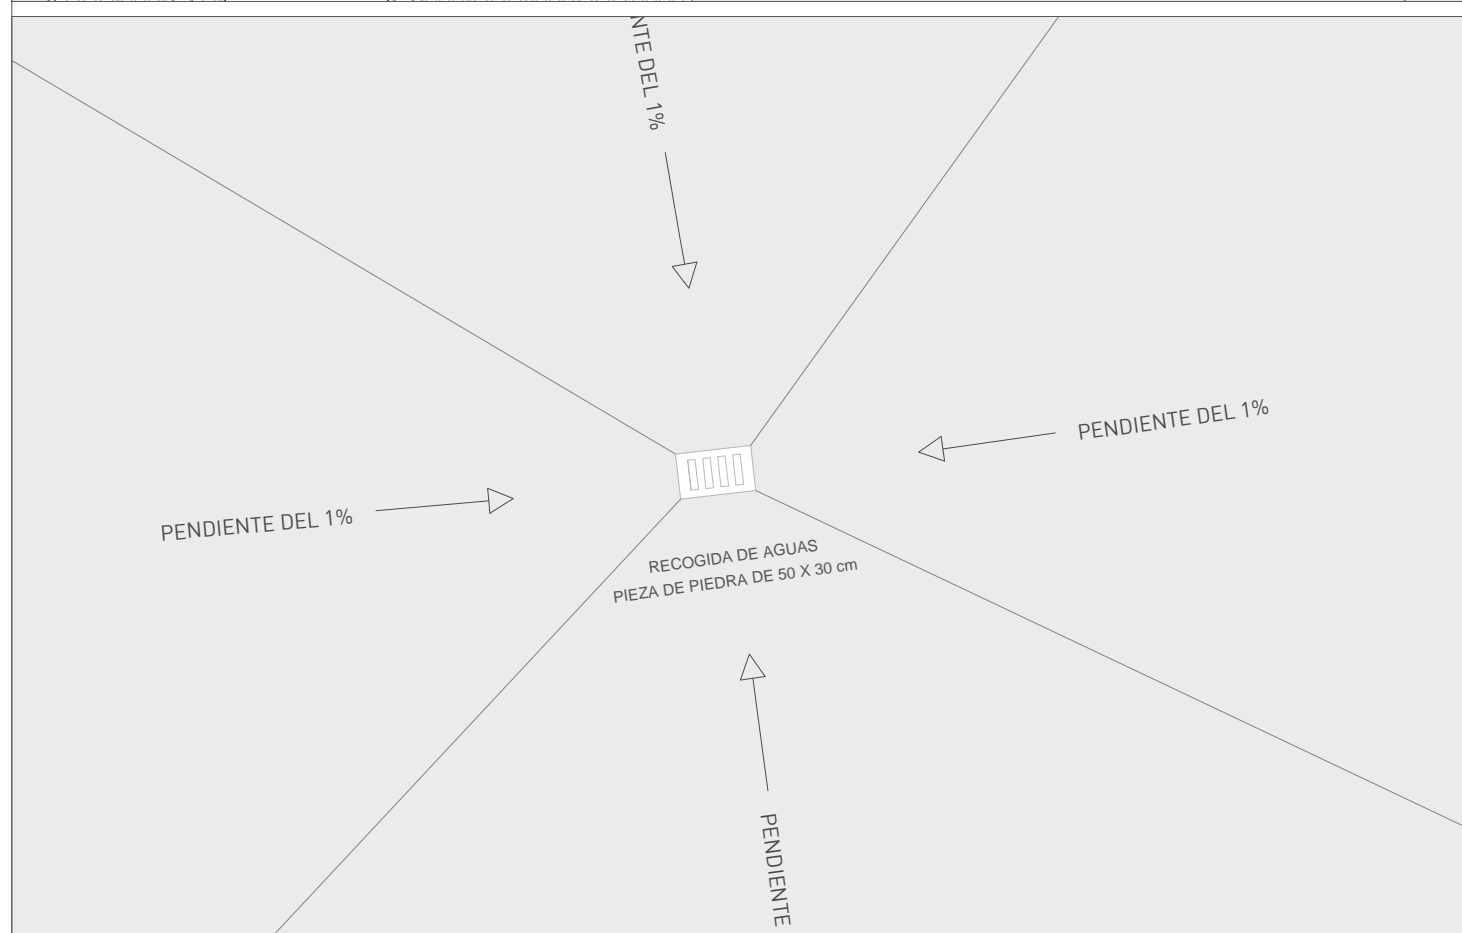 NTE DEL 1%
PENDIENTE DEL 1%
PENDIENTE DEL 1%
RECOGIDA DE AGUAS
PIEZA DE PIEDRA DE 50 X 30 cm
PENDIENTE